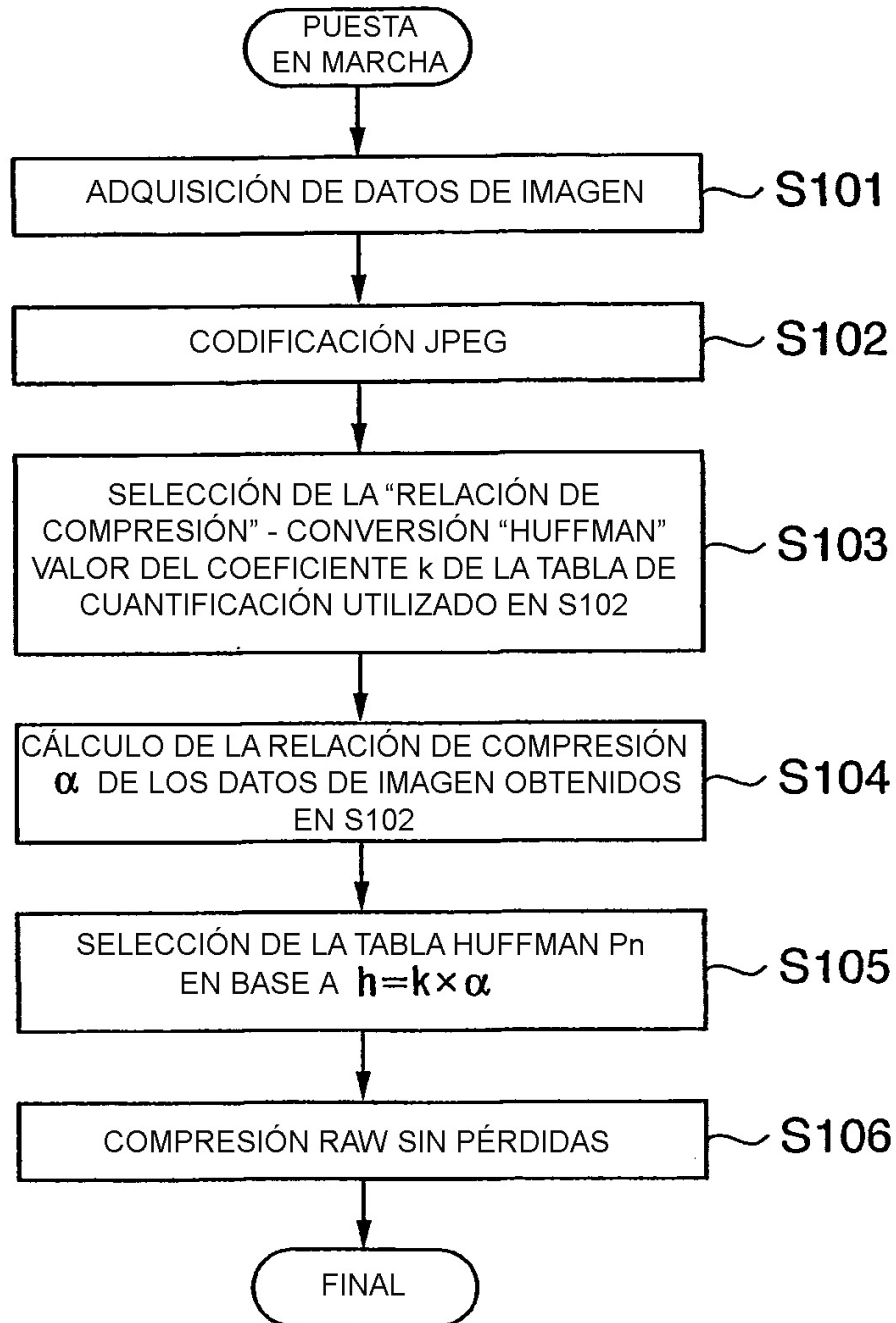 PUESTA
EN MARCHA
ADQUISICIÓN DE DATOS DE IMAGEN
S101
CODIFICACIÓN JPEG
S102
SELECCIÓN DE LA “RELACIÓN DE
COMPRESIÓN” - CONVERSIÓN “HUFFMAN”
VALOR DEL COEFICIENTE k DE LA TABLA DE
CUANTIFICACIÓN UTILIZADO EN S102
S103
CÁLCULO DE LA RELACIÓN DE COMPRESIÓN
α DE LOS DATOS DE IMAGEN OBTENIDOS
EN S102
S104
SELECCIÓN DE LA TABLA HUFFMAN Pn
EN BASE A h=k×α
S105
COMPRESIÓN RAW SIN PÉRDIDAS
S106
FINAL